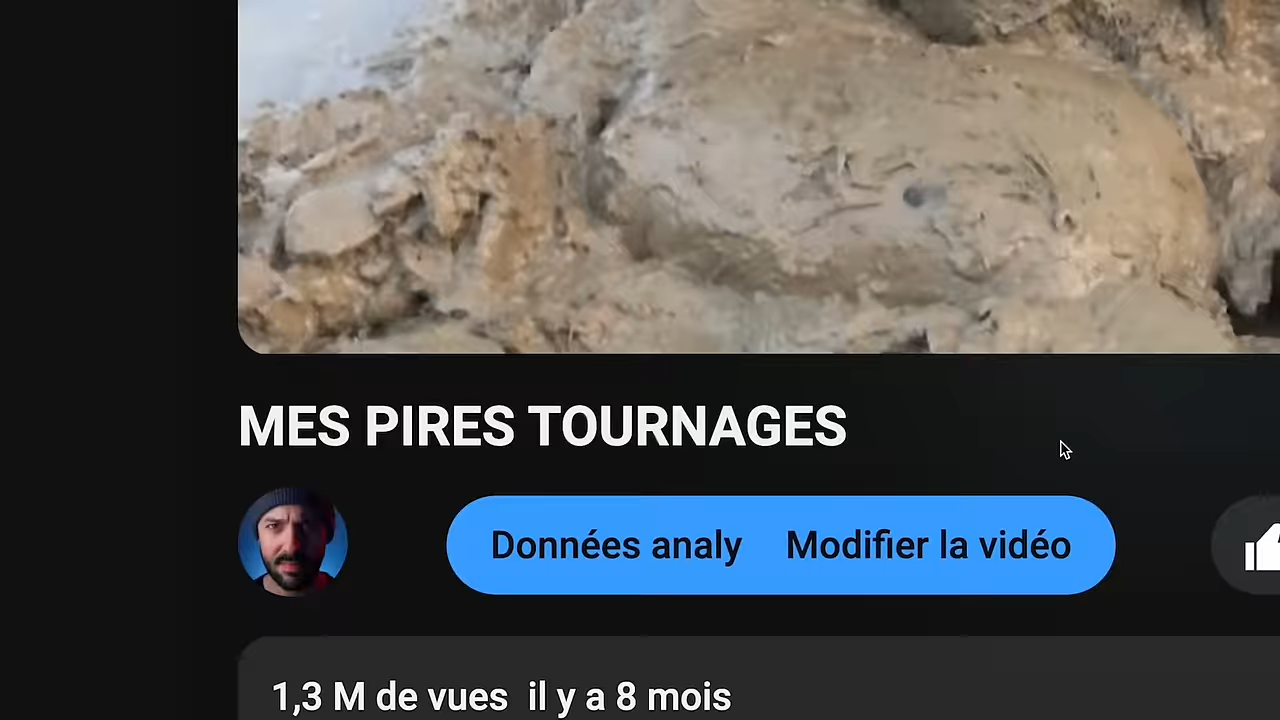 MES PIRES TOURNAGES
Données analy Modifier la vidéo
1,3 M de vues il y a 8 mois